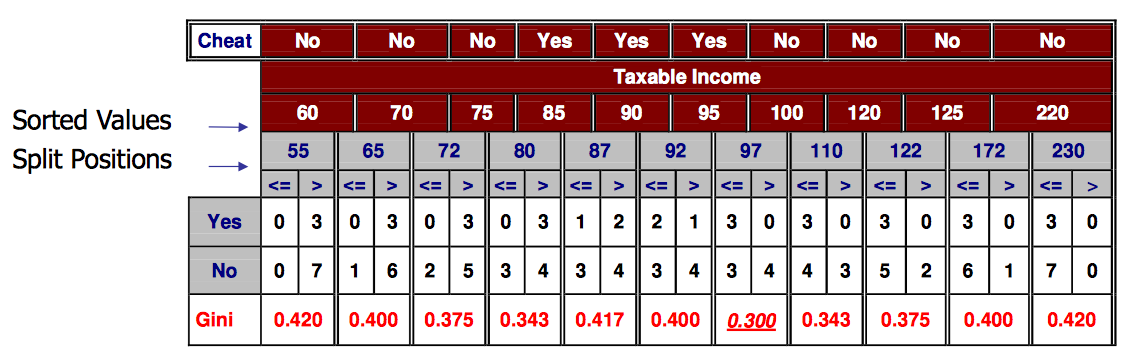 Cheat No No No Yes Yes Yes No No No No
Taxable Income
Sorted Values 60 70 75 85 90 95 100 120 125 220
Split Positions 55 65 72 80 87 92 97 110 122 172 230
<= > <= > <= > <= > <= > <= > <= > <= > <= > <= > <= >
Yes 0 3 0 3 0 3 0 3 1 2 2 1 3 0 3 0 3 0 3 0 3 0
No 0 7 1 6 2 5 3 4 3 4 3 4 3 4 4 3 5 2 6 1 7 0
Gini 0.420 0.400 0.375 0.343 0.417 0.400 0.300 0.343 0.375 0.400 0.420